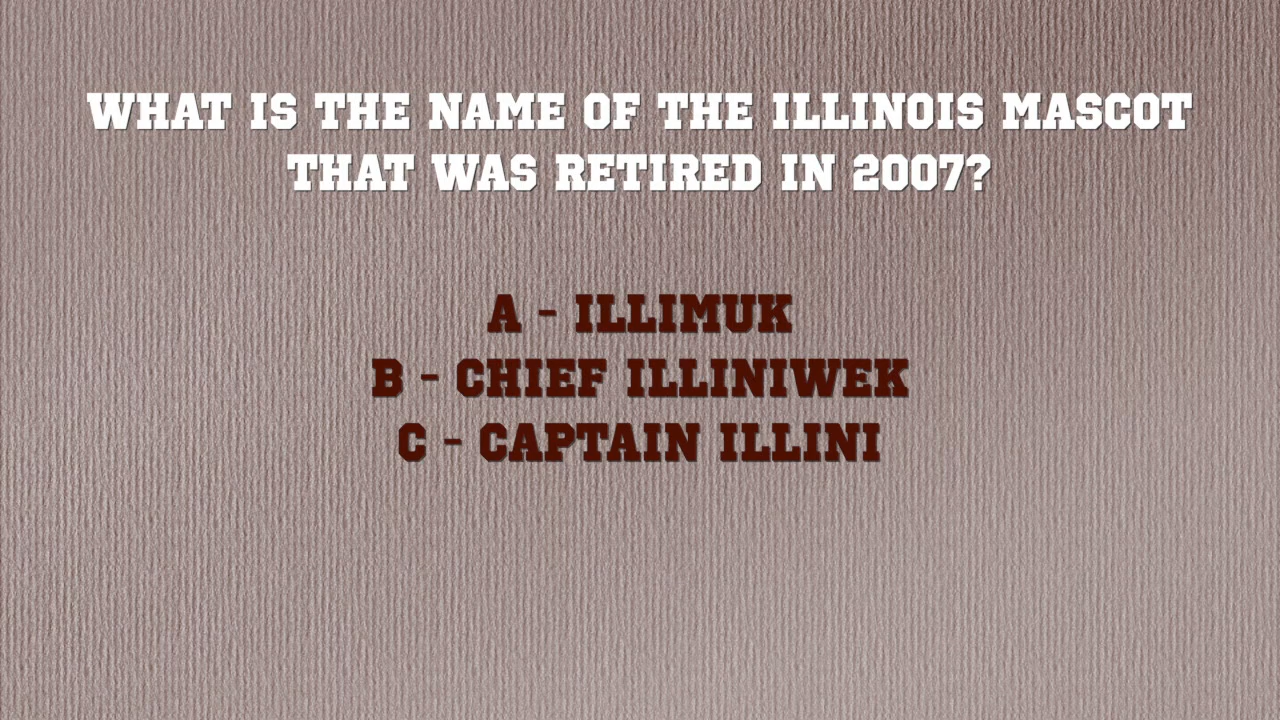 WHAT IS THE NAME OF THE ILLINOIS MASCOT
THAT WAS RETIRED IN 2007?
A - ILLIMUK
B - CHIEF ILLINIWEK
C - CAPTAIN ILLINI